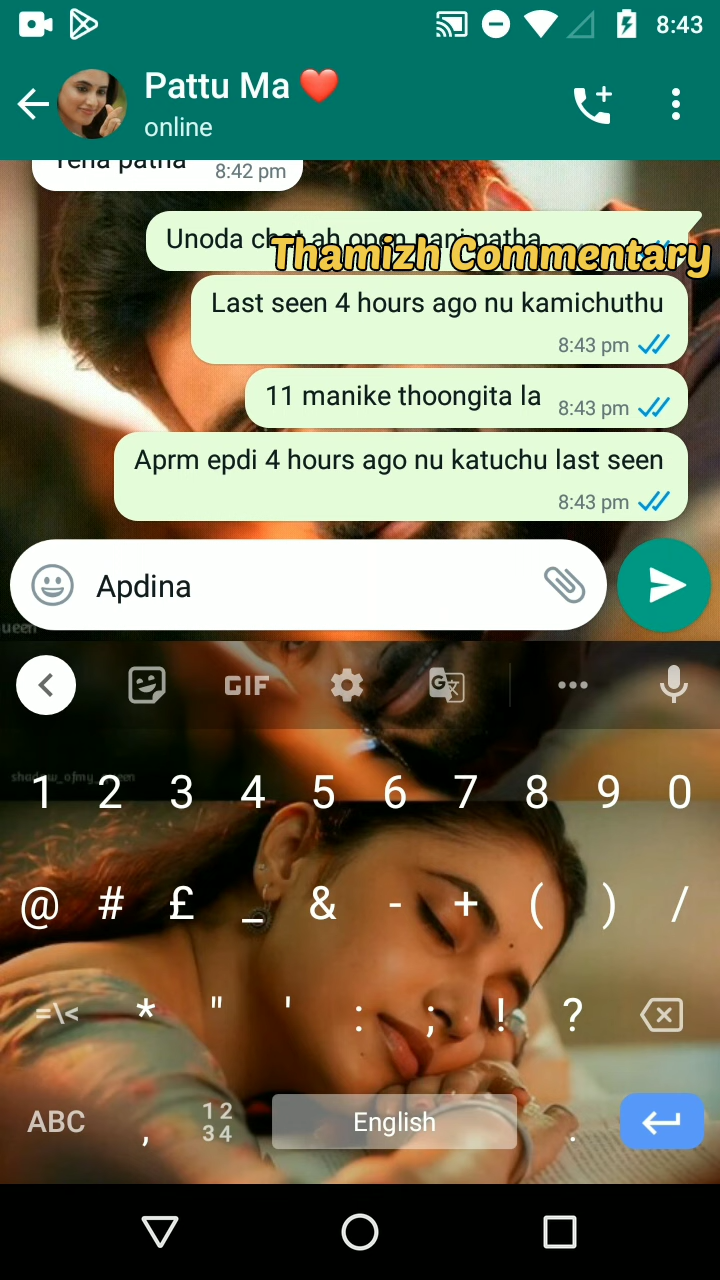 8:43
Pattu Ma ❤️
online
patha 8:42 pm
Unoda chat ah open pani patha
Thamizh Commentary
Last seen 4 hours ago nu kamichuthu
8:43 pm
11 manike thoongita la 8:43 pm
Aprm epdi 4 hours ago nu katuchu last seen
8:43 pm
Apdina
GIF
1 2 3 4 5 6 7 8 9 0
@ # £ _ & - + ( ) /
=\< * " ' : ; ! ?
ABC , 12 34 English .